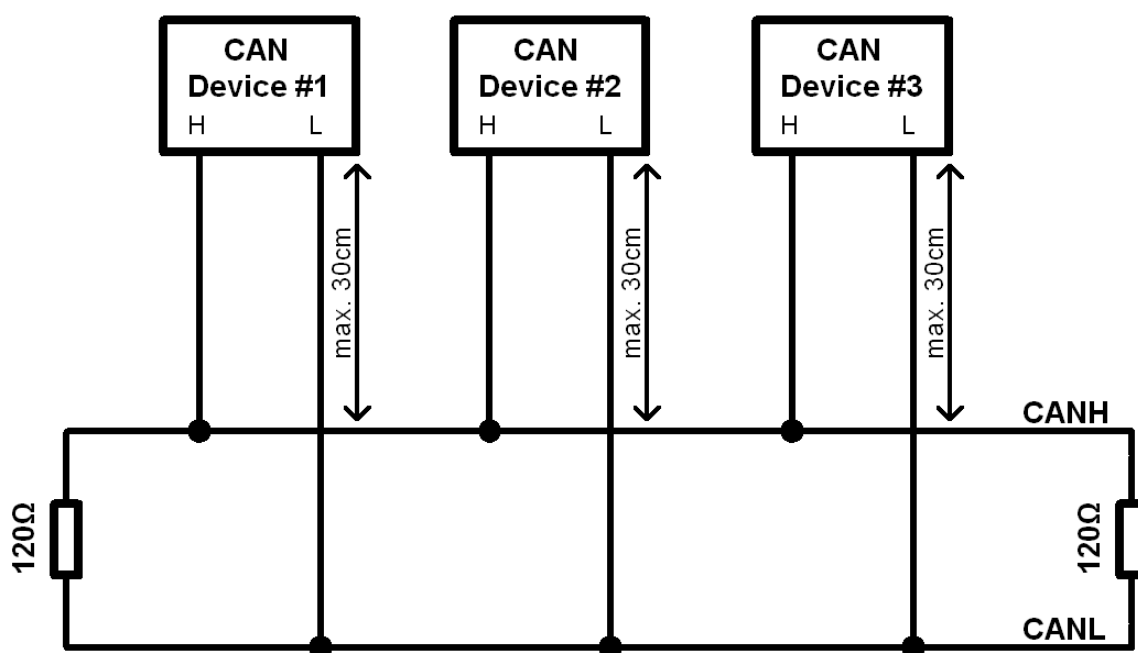 CAN
Device #1
H L
CAN
Device #2
H L
CAN
Device #3
H L
max. 30cm
max. 30cm
max. 30cm
CANH
120Ω
120Ω
CANL